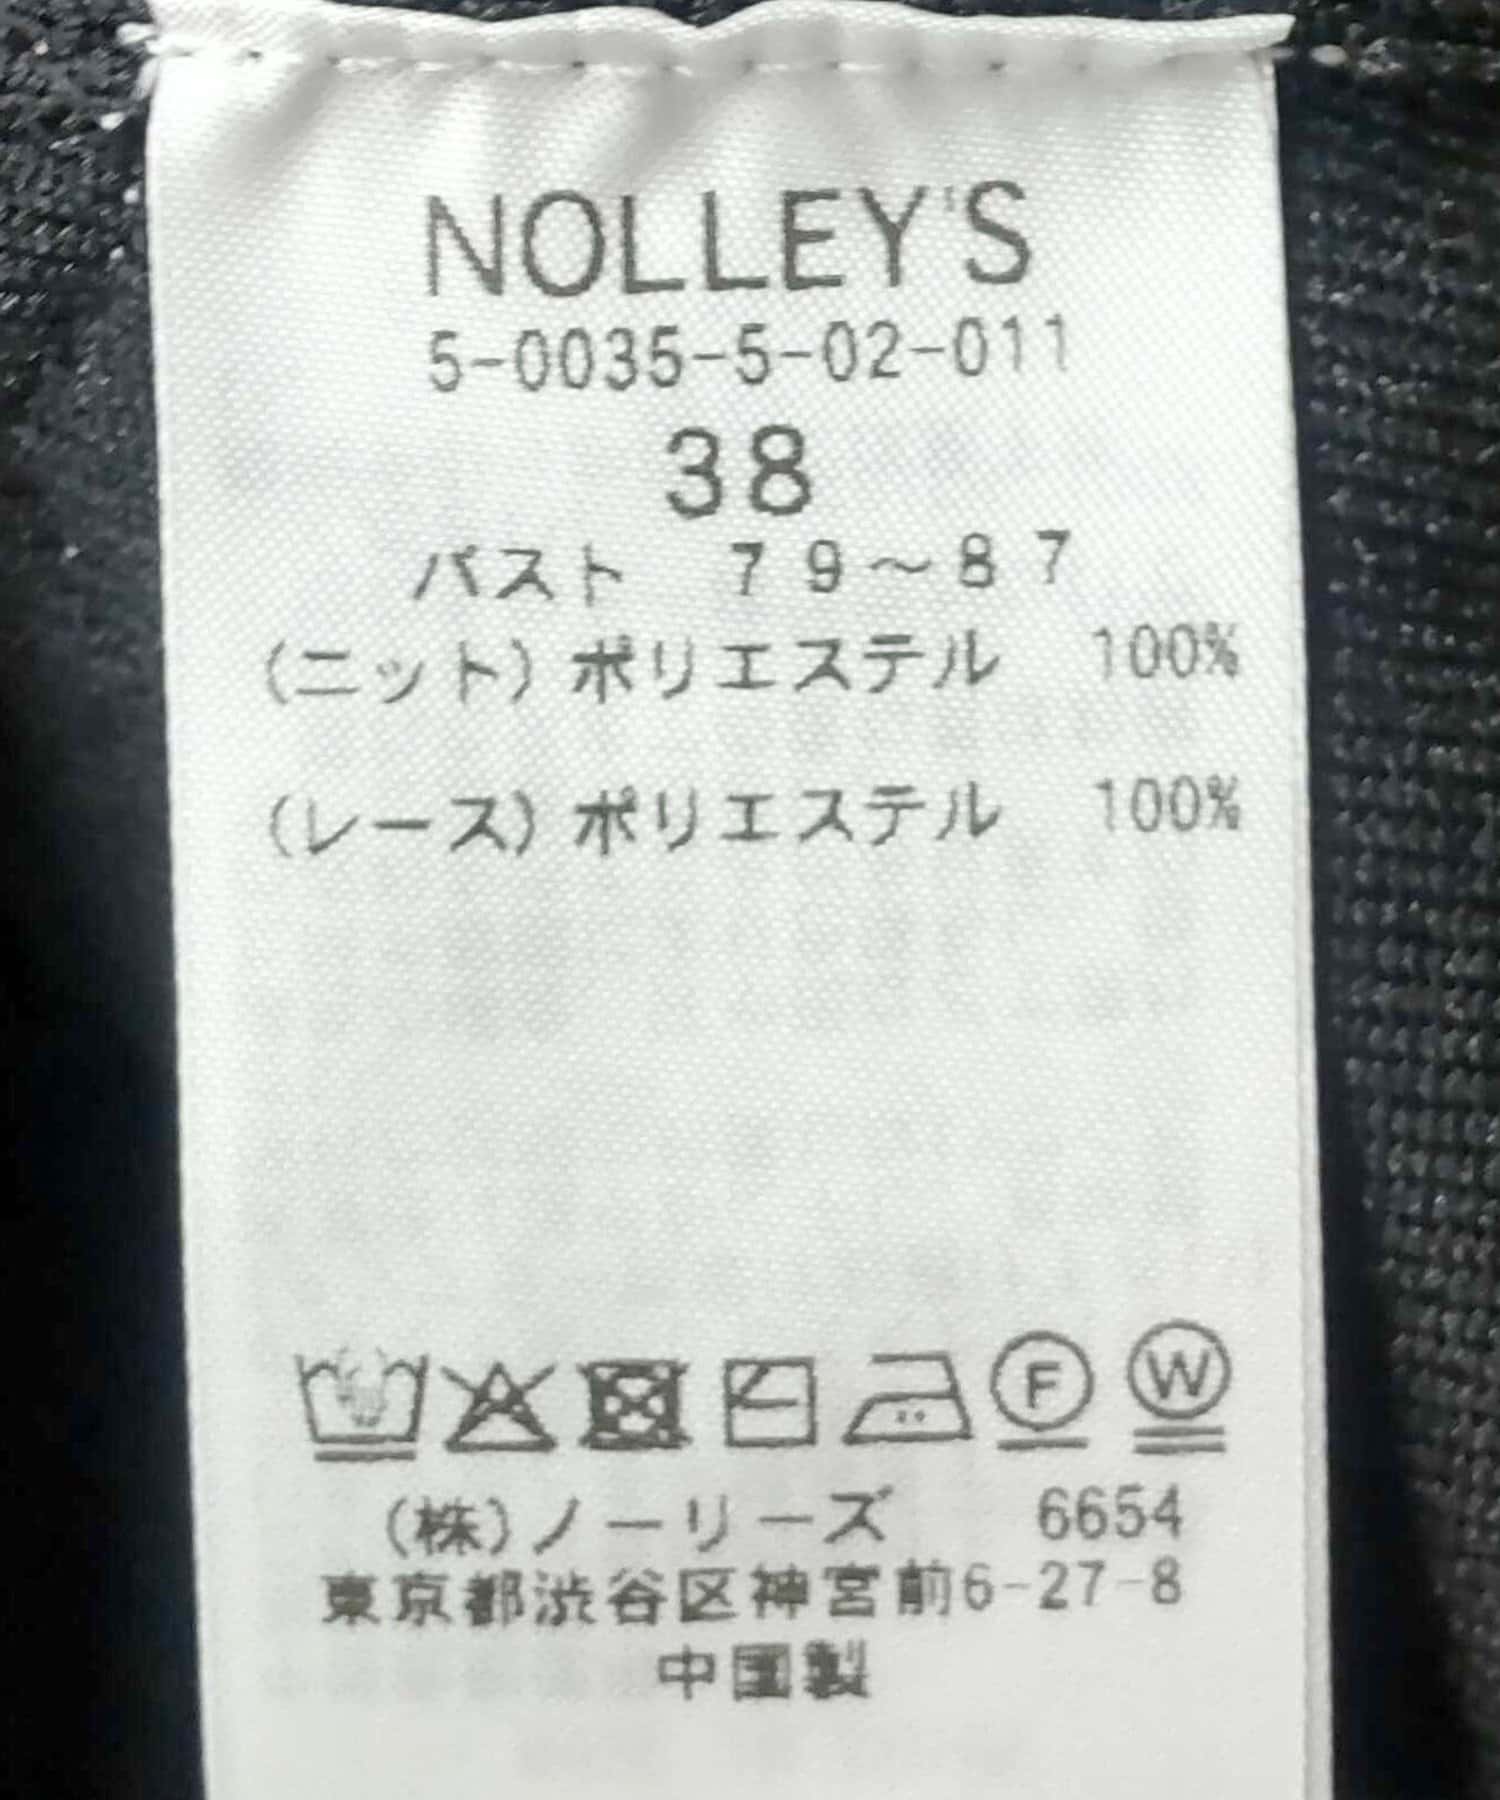 NOLLEY'S
5-0035-5-02-011
38
バスト 79〜87
(ニット) ポリエステル 100%
(レース) ポリエステル 100%
F W
(株)ノーリーズ 6654
東京都渋谷区神宮前6-27-8
中国製